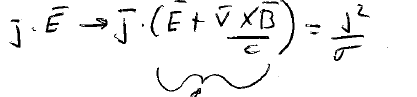 j̄ · Ē → j̄ · (Ē + v̄ × B̄ / c) = j² / σ